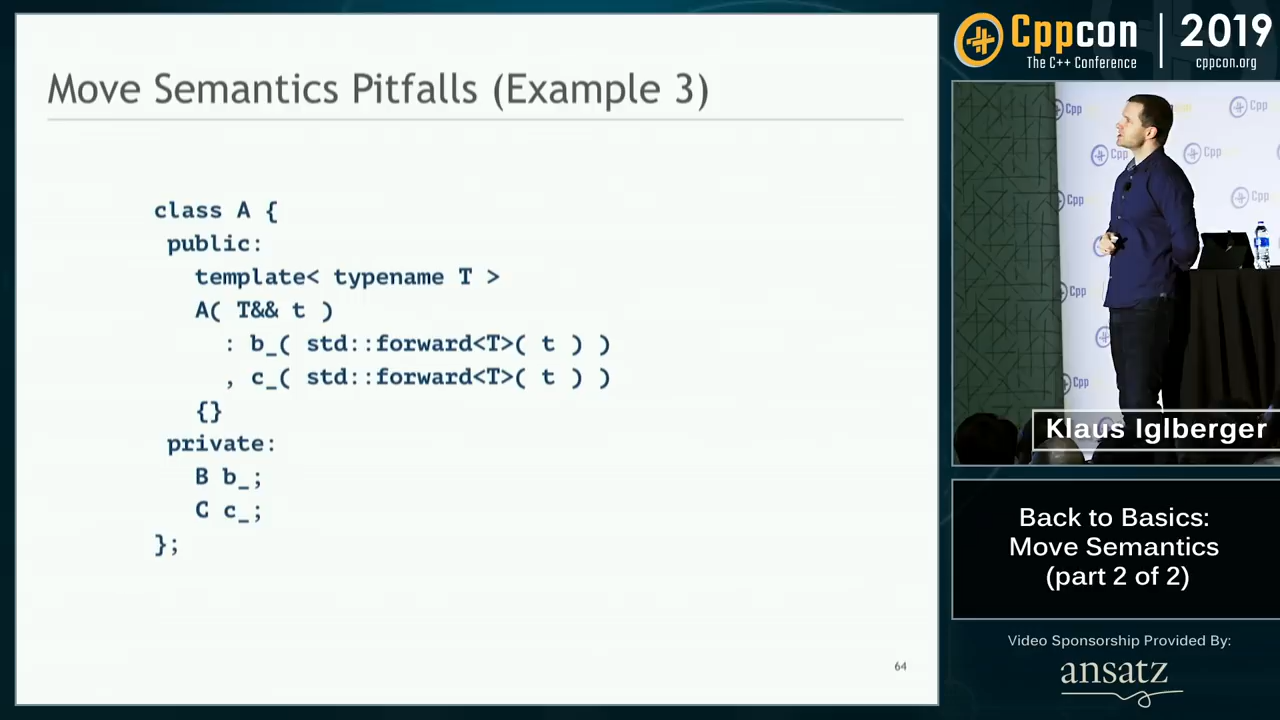 Move Semantics Pitfalls (Example 3)
class A {
public:
template< typename T >
A( T&& t )
: b_( std::forward<T>( t ) )
, c_( std::forward<T>( t ) )
{}
private:
B b_;
C c_;
};
64
Cppcon
The C++ Conference
2019
cppcon.org
Klaus Iglberger
Back to Basics:
Move Semantics
(part 2 of 2)
Video Sponsorship Provided By:
ansatz